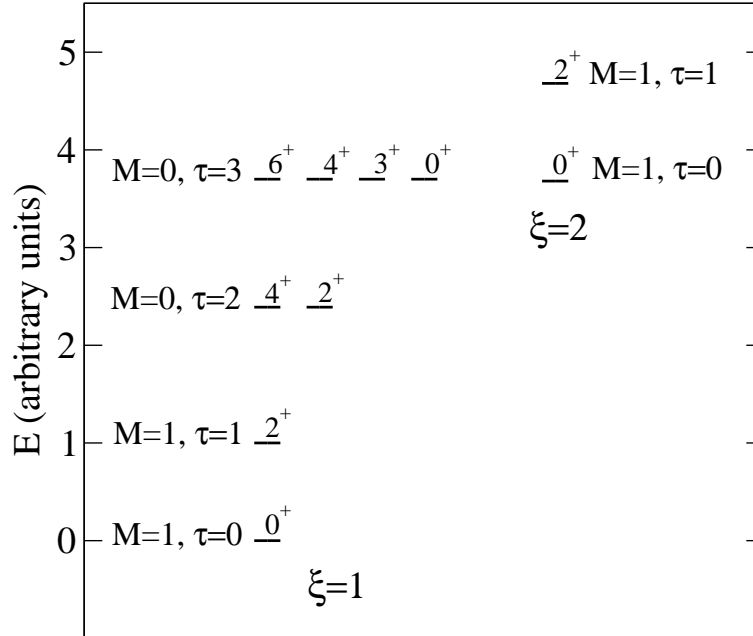 E (arbitrary units)
5
4
3
2
1
0
2⁺ M=1, τ=1
M=0, τ=3 6⁺ 4⁺ 3⁺ 0⁺
0⁺ M=1, τ=0
ξ=2
M=0, τ=2 4⁺ 2⁺
M=1, τ=1 2⁺
M=1, τ=0 0⁺
ξ=1